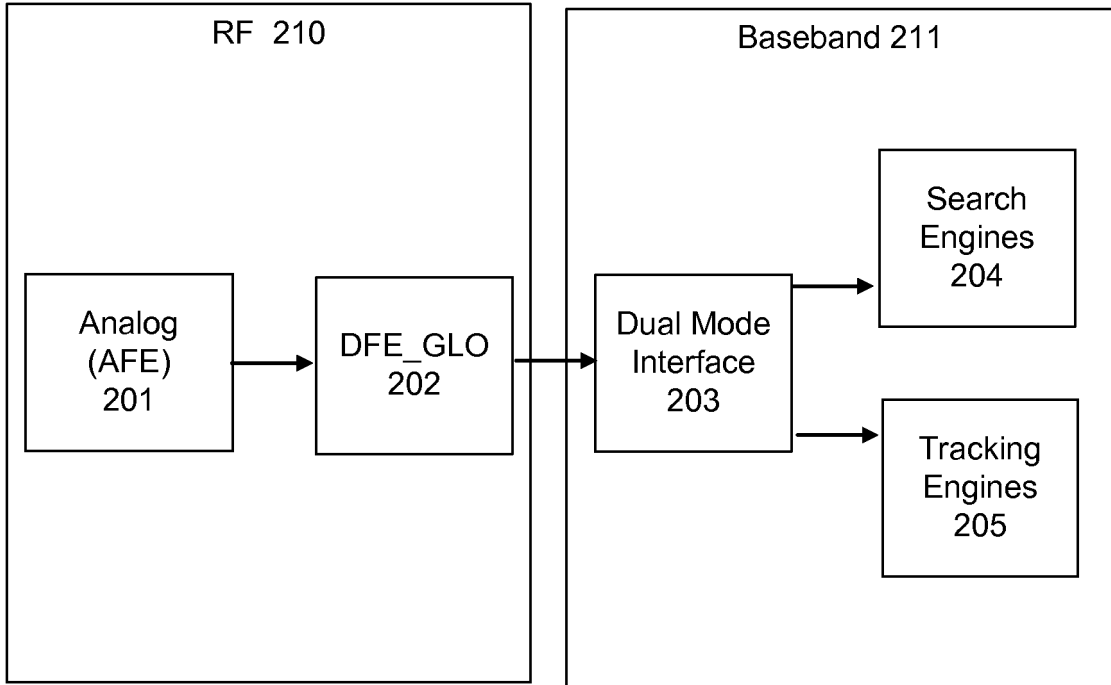 RF 210
Baseband 211
Analog
(AFE)
201
DFE_GLO
202
Dual Mode
Interface
203
Search
Engines
204
Tracking
Engines
205